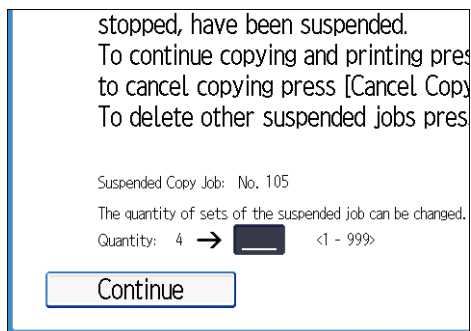 stopped, have been suspended.
To continue copying and printing pres
to cancel copying press [Cancel Copy
To delete other suspended jobs pres
Suspended Copy Job: No. 105
The quantity of sets of the suspended job can be changed.
Quantity: 4 → ___ <1 - 999>
Continue